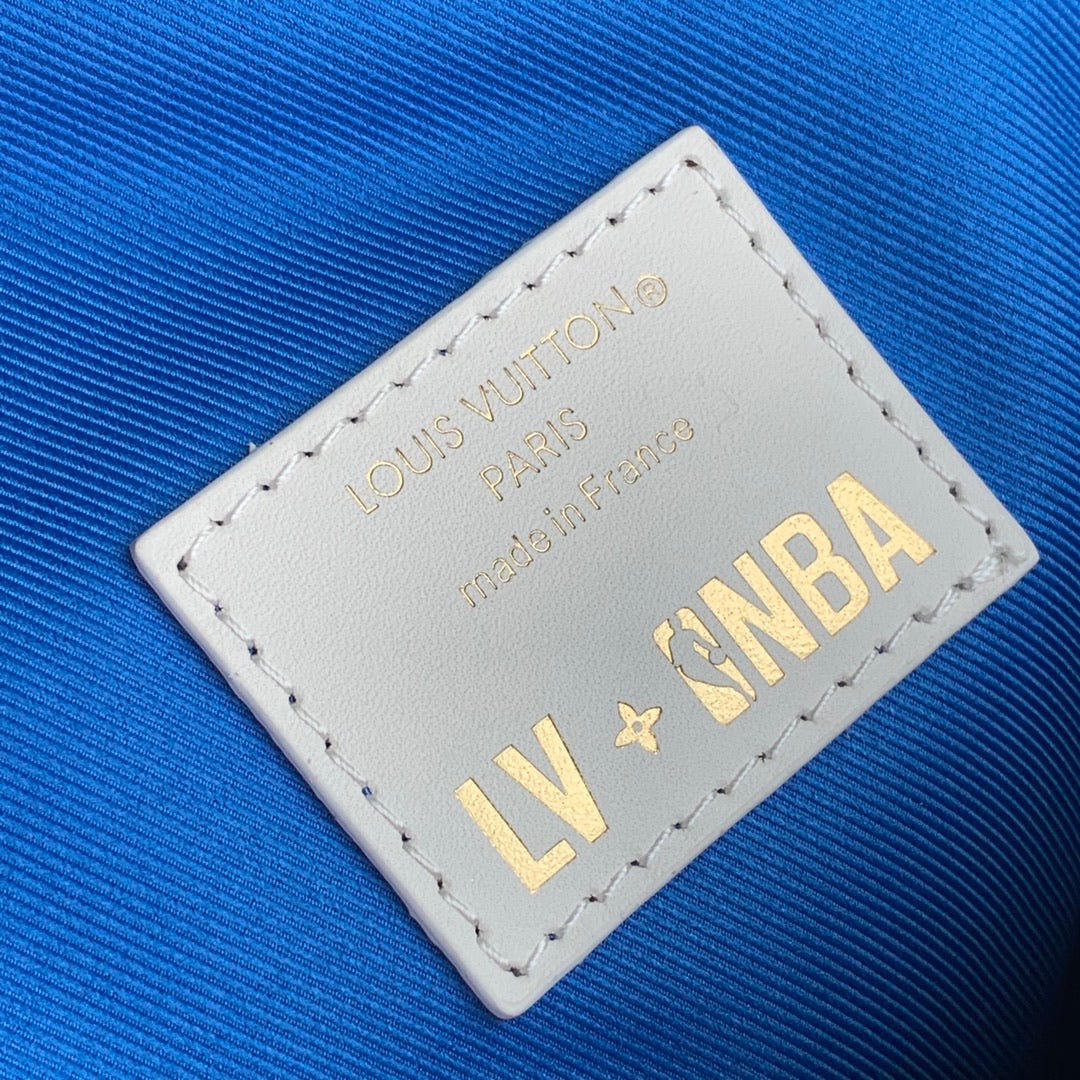 LOUIS VUITTON®
PARIS
made in France
LV + NBA